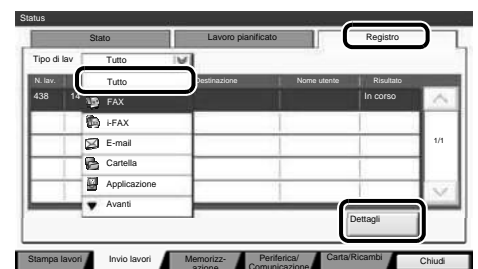 Status
Stato Lavoro pianificato Registro
Tipo di lav Tutto
N. lav. Destinazione Nome utente Risultato
Tutto
438 14 In corso
FAX
i-FAX
E-mail 1/1
Cartella
Applicazione
Avanti
Dettagli
Stampa lavori Invio lavori Memorizz-azione Periferica/Comunicazione Carta/Ricambi Chiudi